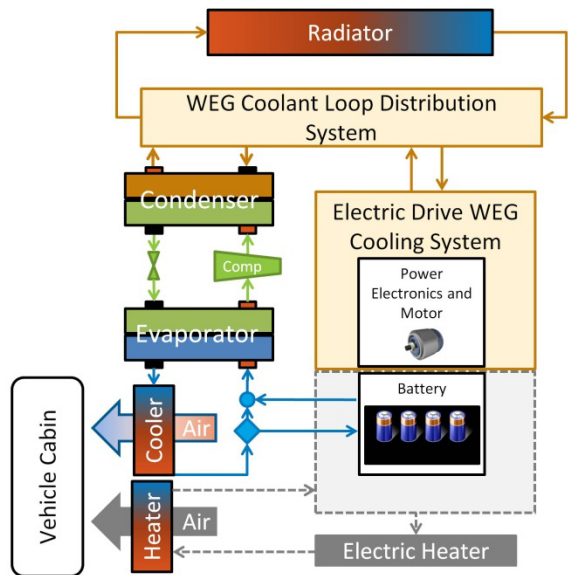 Radiator
WEG Coolant Loop Distribution
System
Condenser
Electric Drive WEG
Cooling System
Comp
Power
Electronics and
Motor
Evaporator
Battery
Vehicle Cabin
Cooler
Air
Heater
Air
Electric Heater